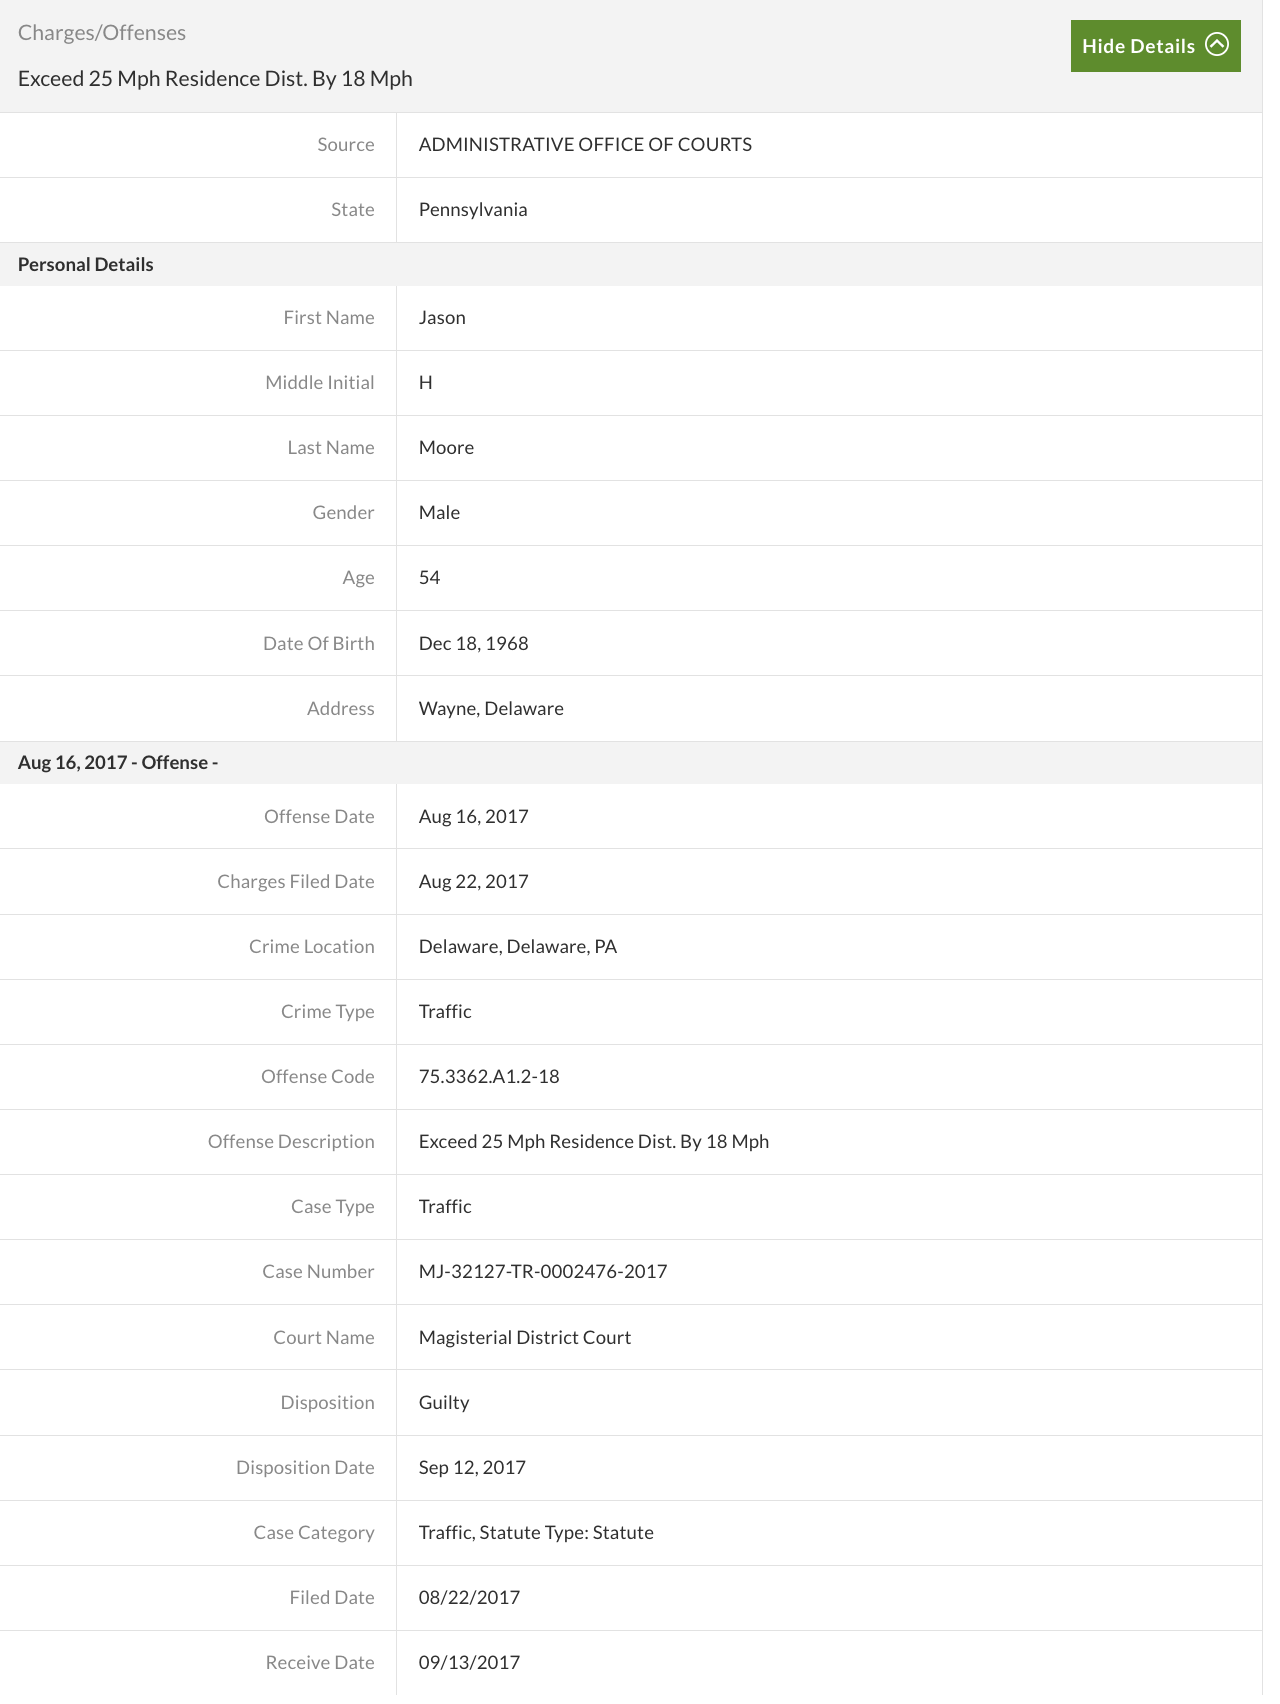 Charges/Offenses
Hide Details
Exceed 25 Mph Residence Dist. By 18 Mph
Source ADMINISTRATIVE OFFICE OF COURTS
State Pennsylvania
Personal Details
First Name Jason
Middle Initial H
Last Name Moore
Gender Male
Age 54
Date Of Birth Dec 18, 1968
Address Wayne, Delaware
Aug 16, 2017 - Offense -
Offense Date Aug 16, 2017
Charges Filed Date Aug 22, 2017
Crime Location Delaware, Delaware, PA
Crime Type Traffic
Offense Code 75.3362.A1.2-18
Offense Description Exceed 25 Mph Residence Dist. By 18 Mph
Case Type Traffic
Case Number MJ-32127-TR-0002476-2017
Court Name Magisterial District Court
Disposition Guilty
Disposition Date Sep 12, 2017
Case Category Traffic, Statute Type: Statute
Filed Date 08/22/2017
Receive Date 09/13/2017